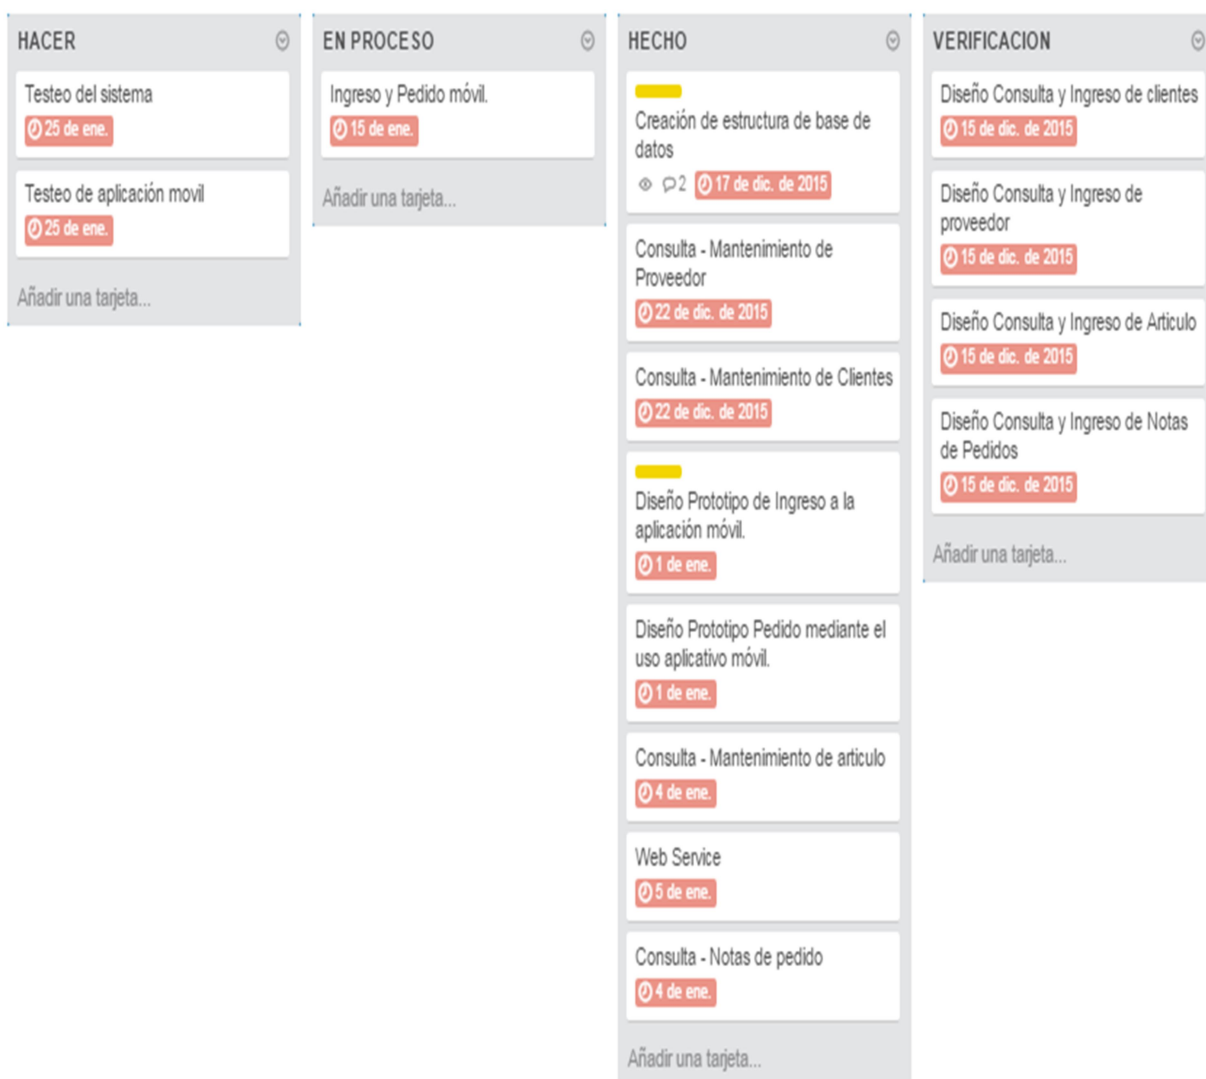 HACER
Testeo del sistema
25 de ene.
Testeo de aplicación movil
25 de ene.
Añadir una tarjeta...
EN PROCESO
Ingreso y Pedido móvil.
15 de ene.
Añadir una tarjeta...
HECHO
Creación de estructura de base de
datos
2 17 de dic. de 2015
Consulta - Mantenimiento de
Proveedor
22 de dic. de 2015
Consulta - Mantenimiento de Clientes
22 de dic. de 2015
Diseño Prototipo de Ingreso a la
aplicación móvil.
1 de ene.
Diseño Prototipo Pedido mediante el
uso aplicativo móvil.
1 de ene.
Consulta - Mantenimiento de articulo
4 de ene.
Web Service
5 de ene.
Consulta - Notas de pedido
4 de ene.
Añadir una tarjeta...
VERIFICACION
Diseño Consulta y Ingreso de clientes
15 de dic. de 2015
Diseño Consulta y Ingreso de
proveedor
15 de dic. de 2015
Diseño Consulta y Ingreso de Articulo
15 de dic. de 2015
Diseño Consulta y Ingreso de Notas
de Pedidos
15 de dic. de 2015
Añadir una tarjeta...